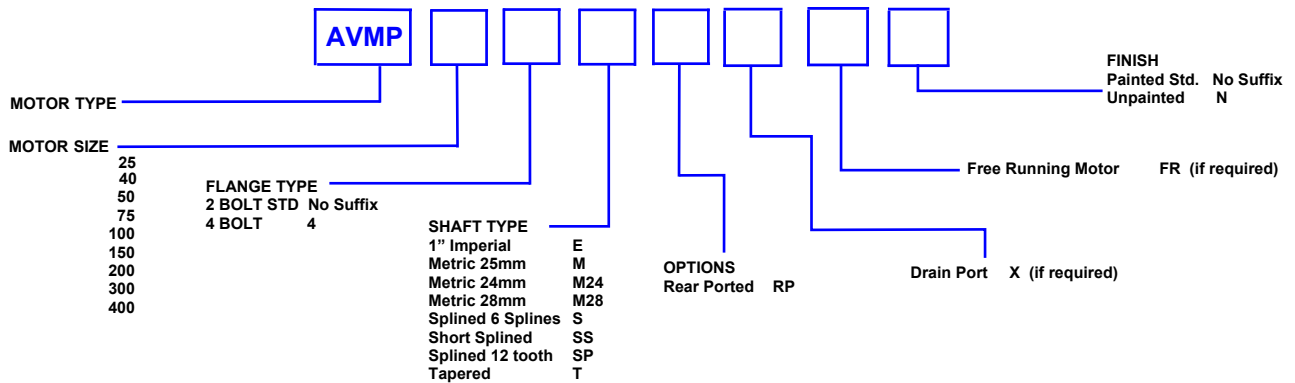 AVMP
MOTOR TYPE
MOTOR SIZE
25
40
50
75
100
150
200
300
400
FLANGE TYPE
2 BOLT STD No Suffix
4 BOLT 4
SHAFT TYPE
1” Imperial E
Metric 25mm M
Metric 24mm M24
Metric 28mm M28
Splined 6 Splines S
Short Splined SS
Splined 12 tooth SP
Tapered T
OPTIONS
Rear Ported RP
Drain Port X (if required)
Free Running Motor FR (if required)
FINISH
Painted Std. No Suffix
Unpainted N